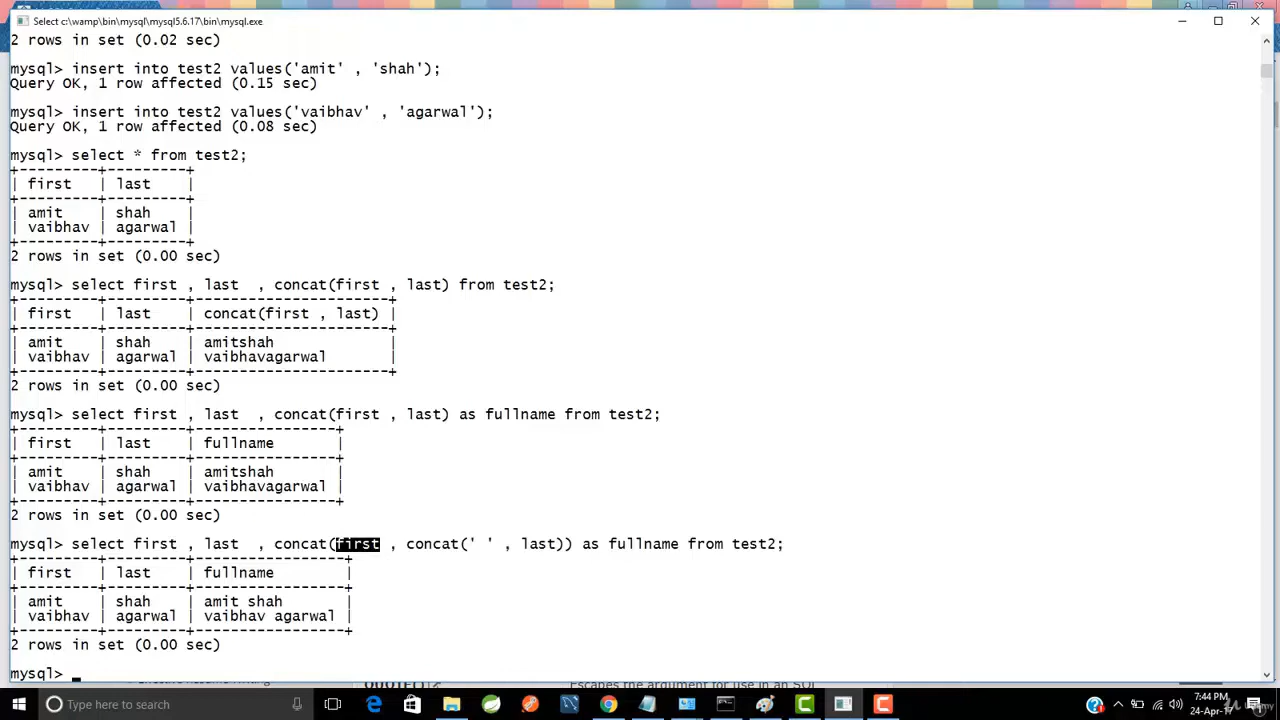 Select c:\wamp\bin\mysql\mysql5.6.17\bin\mysql.exe
2 rows in set (0.02 sec)
mysql> insert into test2 values('amit' , 'shah');
Query OK, 1 row affected (0.15 sec)
mysql> insert into test2 values('vaibhav' , 'agarwal');
Query OK, 1 row affected (0.08 sec)
mysql> select * from test2;
+---------+---------+
| first   | last    |
+---------+---------+
| amit    | shah    |
| vaibhav | agarwal |
+---------+---------+
2 rows in set (0.00 sec)
mysql> select first , last  , concat(first , last) from test2;
+---------+---------+----------------------+
| first   | last    | concat(first , last) |
+---------+---------+----------------------+
| amit    | shah    | amitshah             |
| vaibhav | agarwal | vaibhavagarwal       |
+---------+---------+----------------------+
2 rows in set (0.00 sec)
mysql> select first , last  , concat(first , last) as fullname from test2;
+---------+---------+----------------+
| first   | last    | fullname       |
+---------+---------+----------------+
| amit    | shah    | amitshah       |
| vaibhav | agarwal | vaibhavagarwal |
+---------+---------+----------------+
2 rows in set (0.00 sec)
mysql> select first , last  , concat(first , concat(' ' , last)) as fullname from test2;
+---------+---------+-----------------+
| first   | last    | fullname        |
+---------+---------+-----------------+
| amit    | shah    | amit shah       |
| vaibhav | agarwal | vaibhav agarwal |
+---------+---------+-----------------+
2 rows in set (0.00 sec)
mysql> _
Escapes the argument for use in an SQL
Type here to search
7:44 PM
24-Apr-17